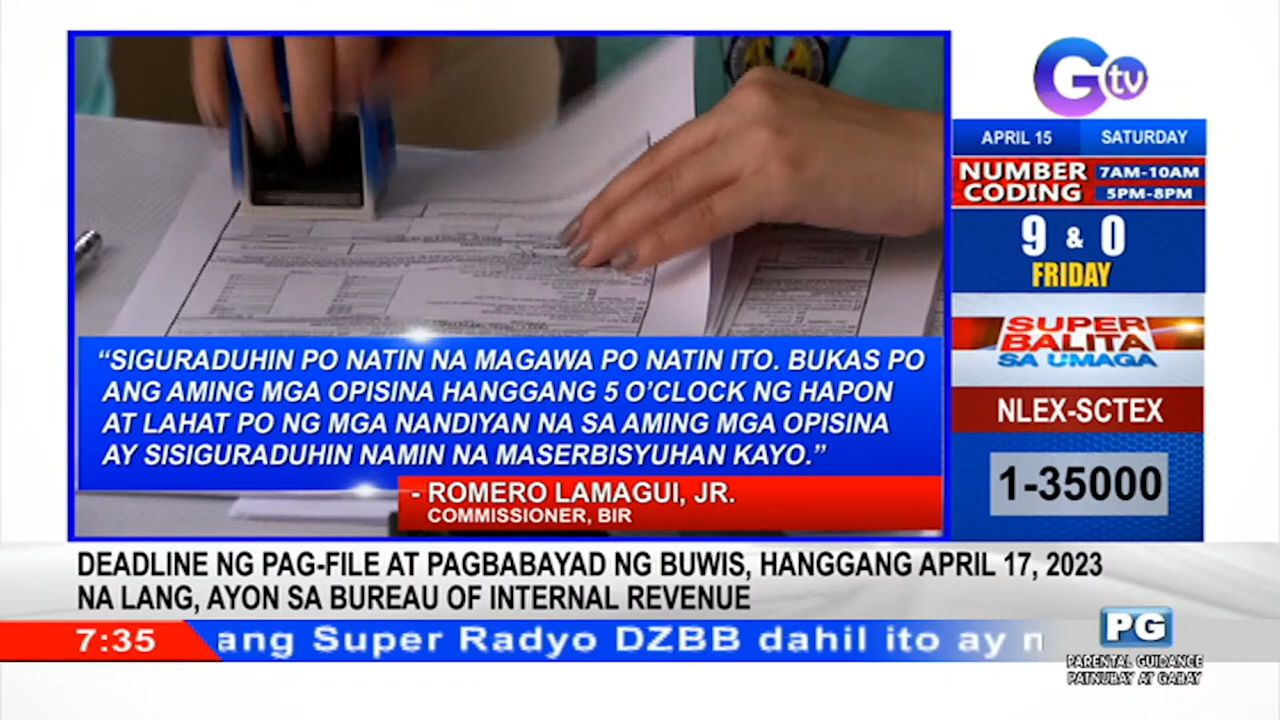 Gtv
APRIL 15 SATURDAY
NUMBER CODING 7AM-10AM
5PM-8PM
9 & 0
FRIDAY
SUPER
BALITA
SA UMAGA
NLEX-SCTEX
1-35000
“SIGURADUHIN PO NATIN NA MAGAWA PO NATIN ITO. BUKAS PO
ANG AMING MGA OPISINA HANGGANG 5 O’CLOCK NG HAPON
AT LAHAT PO NG MGA NANDIYAN NA SA AMING MGA OPISINA
AY SISIGURADUHIN NAMIN NA MASERBISYUHAN KAYO.”
- ROMERO LAMAGUI, JR.
COMMISSIONER, BIR
DEADLINE NG PAG-FILE AT PAGBABAYAD NG BUWIS, HANGGANG APRIL 17, 2023
NA LANG, AYON SA BUREAU OF INTERNAL REVENUE
7:35 ang Super Radyo DZBB dahil ito ay
PG
PARENTAL GUIDANCE
PATNUBAY AT GABAY